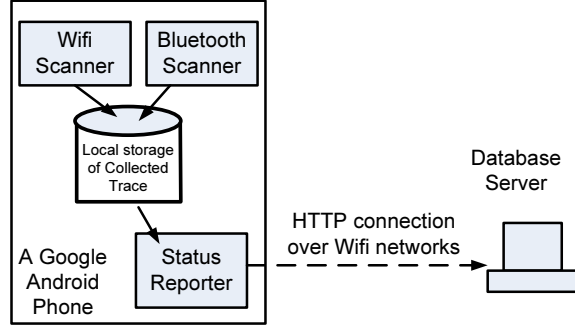 Wifi
Scanner
Bluetooth
Scanner
Local storage
of Collected
Trace
Database
Server
HTTP connection
over Wifi networks
A Google
Android
Phone
Status
Reporter